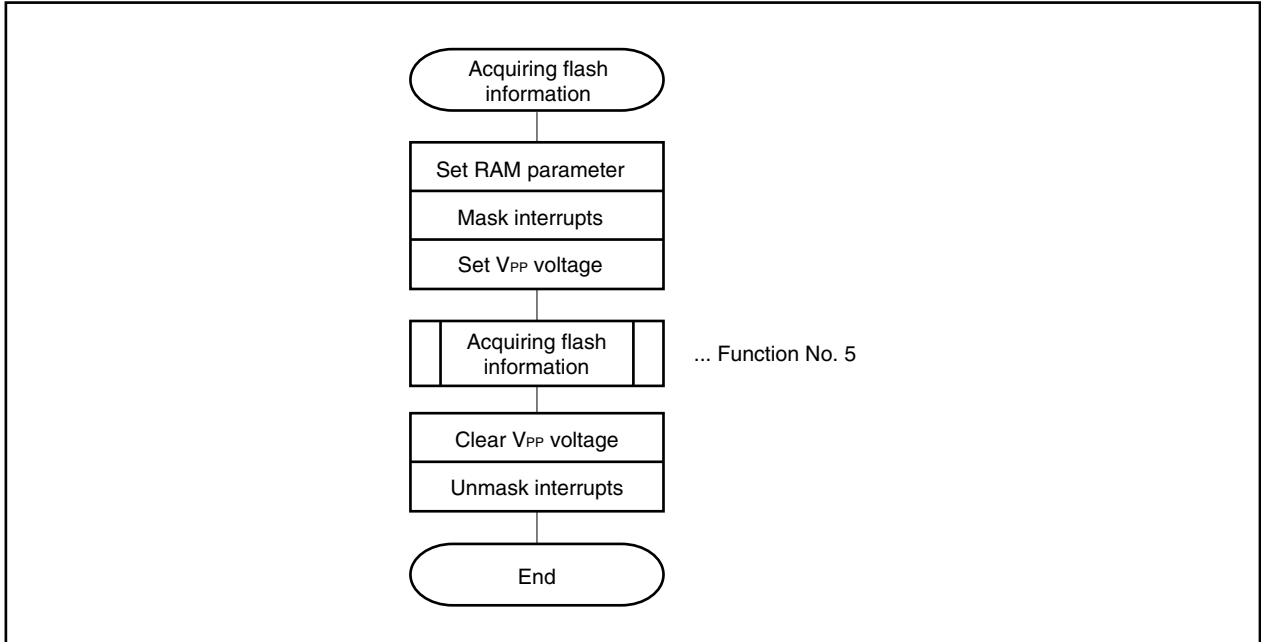 Acquiring flash
information
Set RAM parameter
Mask interrupts
Set VPP voltage
Acquiring flash
information
... Function No. 5
Clear VPP voltage
Unmask interrupts
End